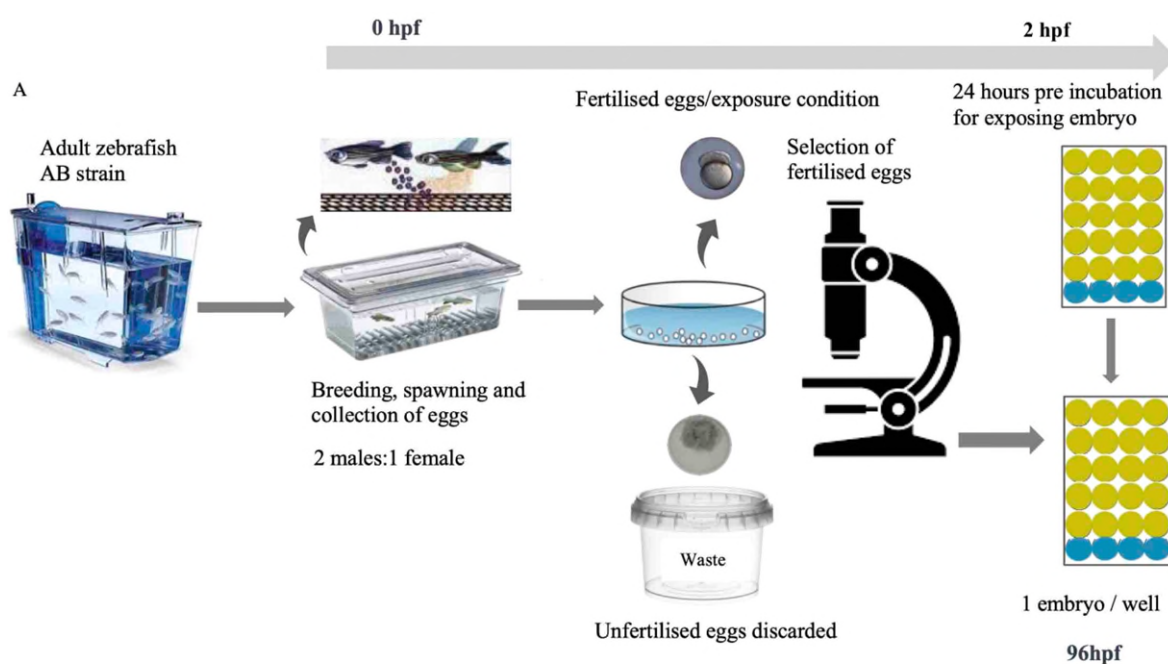 0 hpf
2 hpf
A
Adult zebrafish
AB strain
Fertilised eggs/exposure condition
Selection of
fertilised eggs
24 hours pre incubation
for exposing embryo
Breeding, spawning and
collection of eggs
2 males:1 female
Waste
Unfertilised eggs discarded
1 embryo / well
96hpf